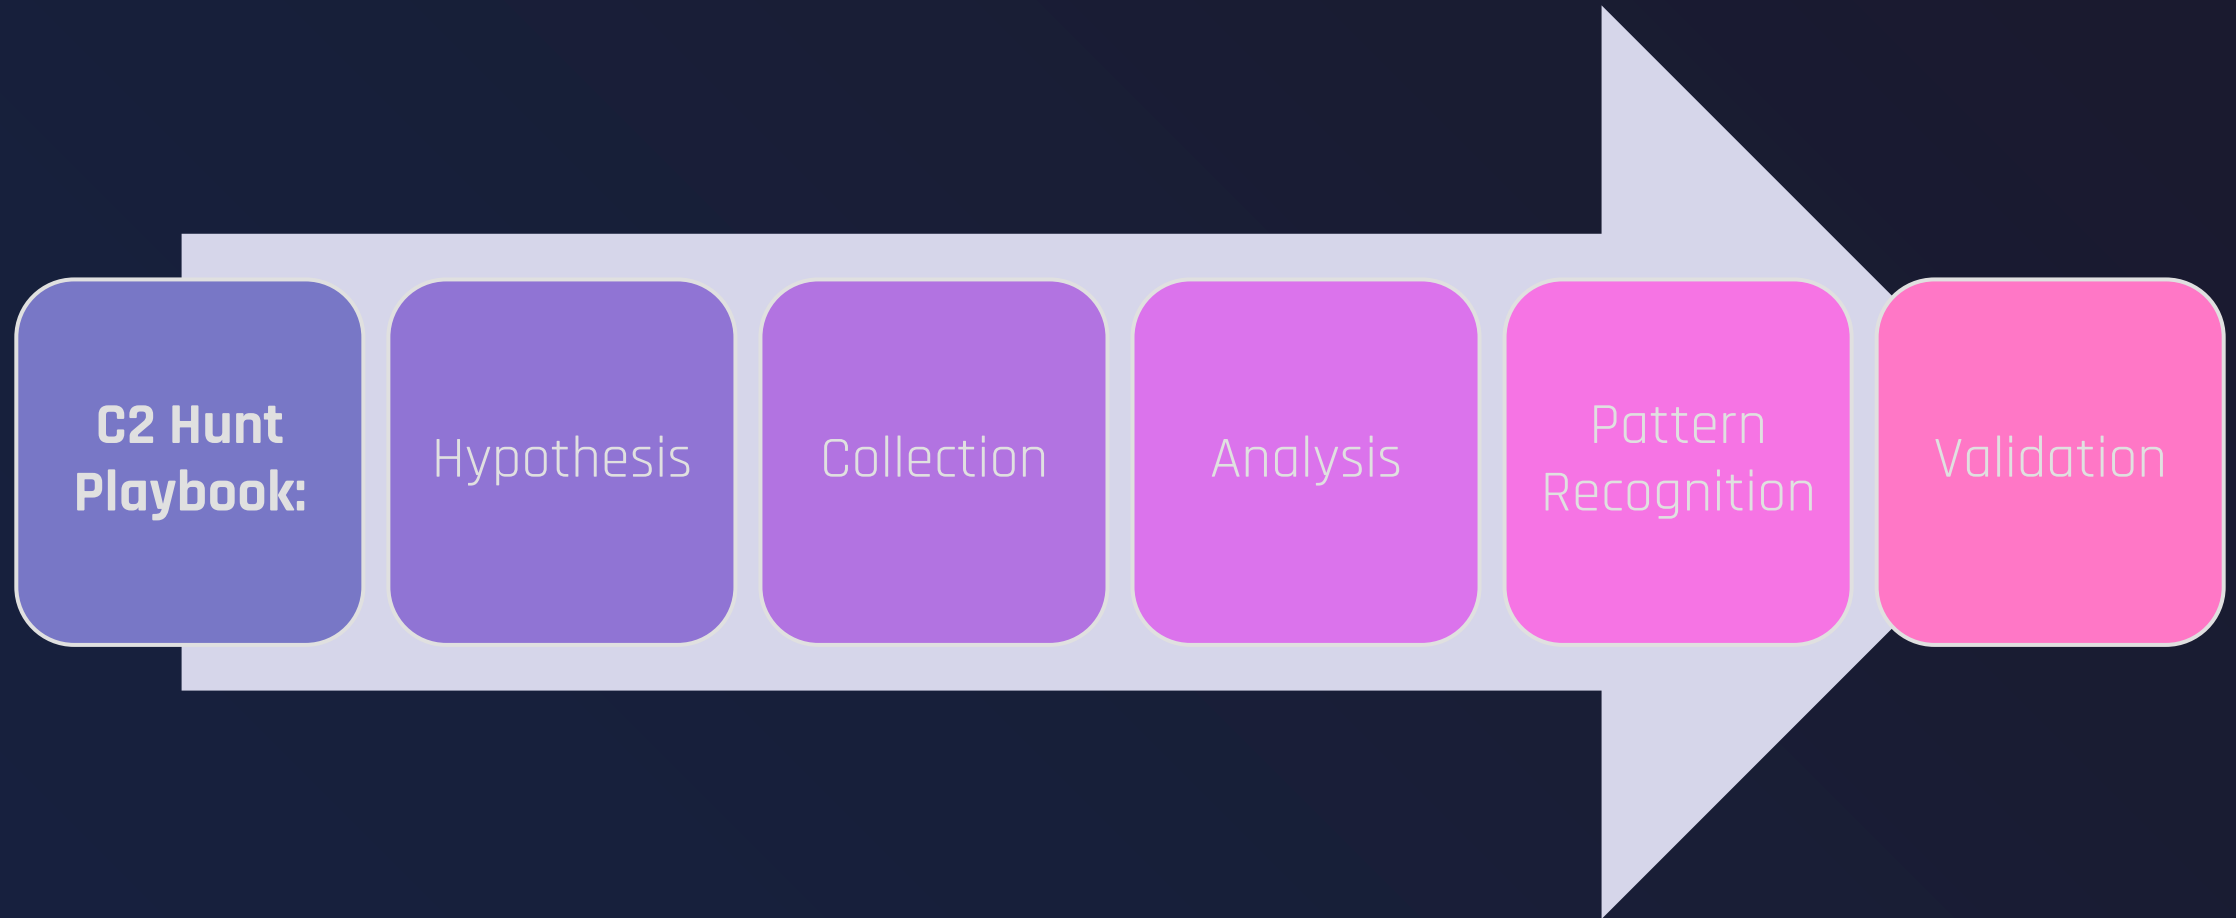 C2 Hunt
Playbook:
Hypothesis
Collection
Analysis
Pattern
Recognition
Validation